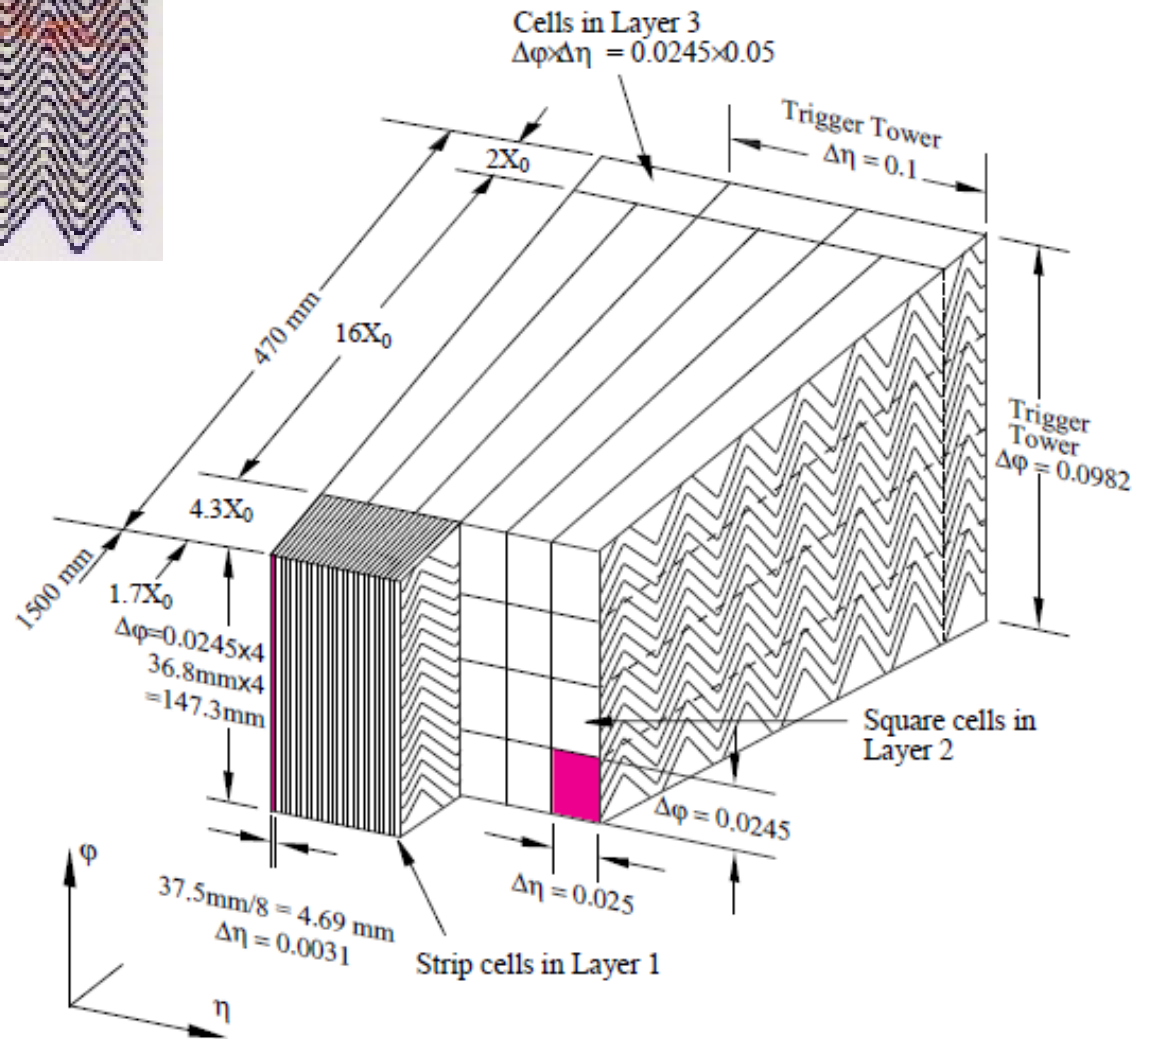 Cells in Layer 3
Δφ×Δη = 0.0245×0.05
Trigger Tower
Δη = 0.1
2X₀
470 mm
16X₀
Trigger
Tower
Δφ = 0.0982
4.3X₀
1500 mm
1.7X₀
Δφ=0.0245x4
36.8mmx4
=147.3mm
Square cells in
Layer 2
Δφ = 0.0245
Δη = 0.025
φ
37.5mm/8 = 4.69 mm
Δη = 0.0031
Strip cells in Layer 1
η